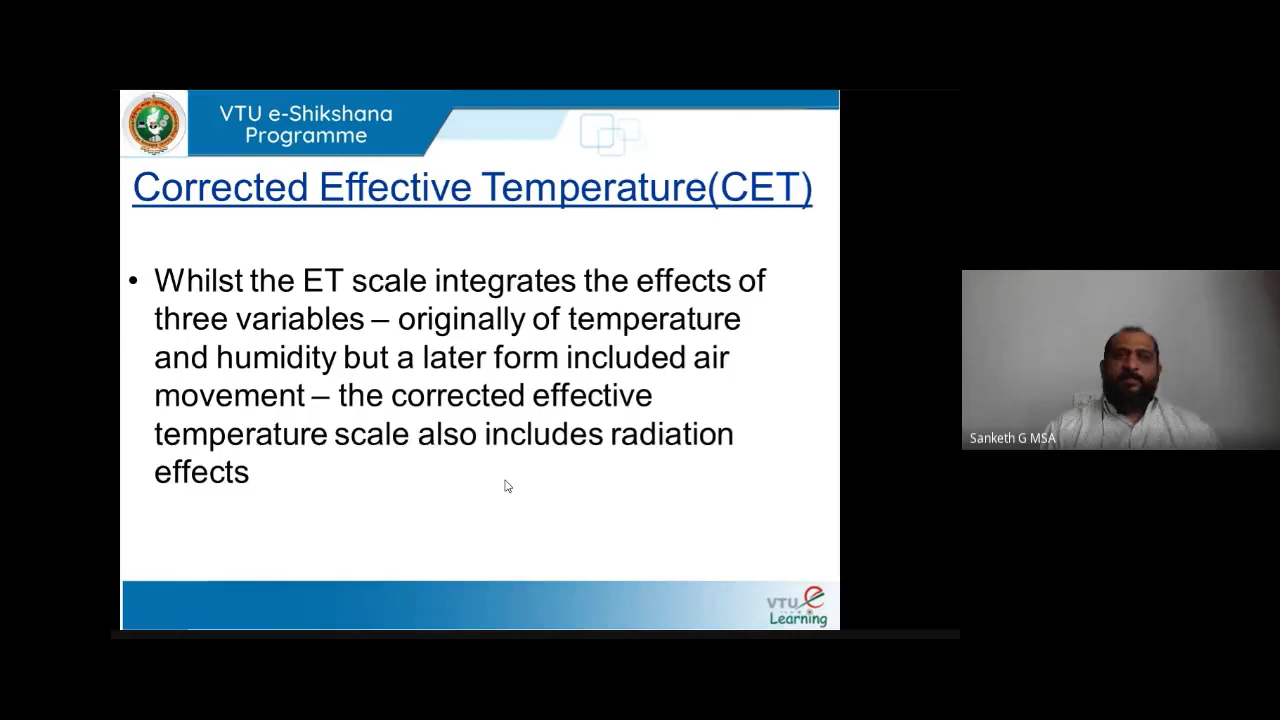 VTU e-Shikshana
Programme
Corrected Effective Temperature(CET)
• Whilst the ET scale integrates the effects of
three variables – originally of temperature
and humidity but a later form included air
movement – the corrected effective
temperature scale also includes radiation
effects
Sanketh G MSA
VTU e
Learning